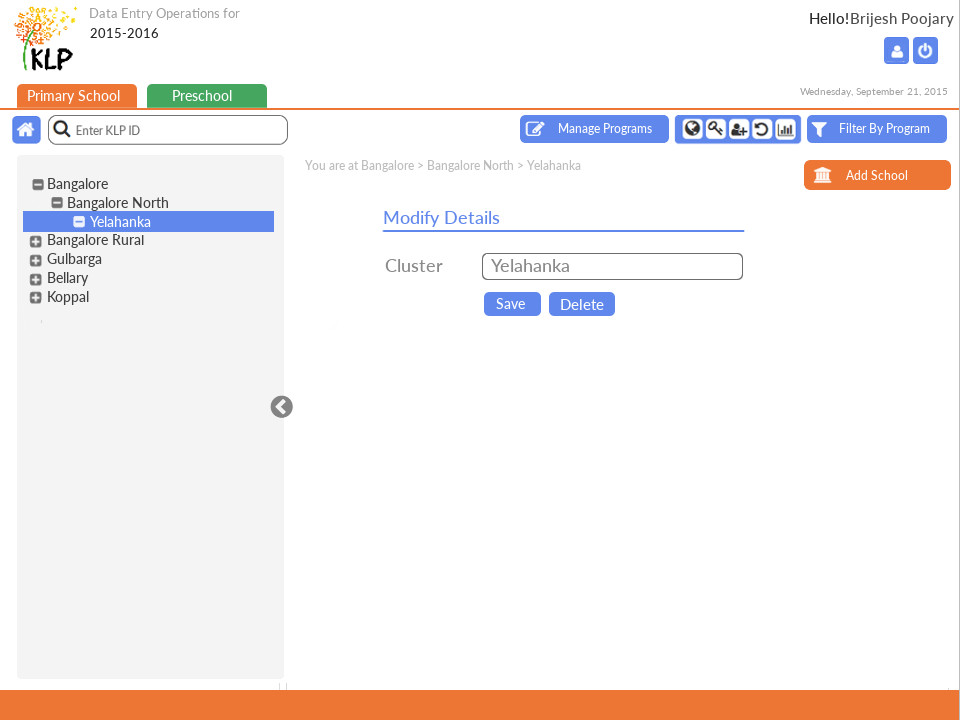 Data Entry Operations for
2015-2016
Hello!Brijesh Poojary
KLP
Wednesday, September 21, 2015
Primary School
Preschool
Enter KLP ID
Manage Programs
Filter By Program
You are at Bangalore > Bangalore North > Yelahanka
Add School
Bangalore
Bangalore North
Yelahanka
Bangalore Rural
Gulbarga
Bellary
Koppal
Modify Details
Cluster
Yelahanka
Save
Delete